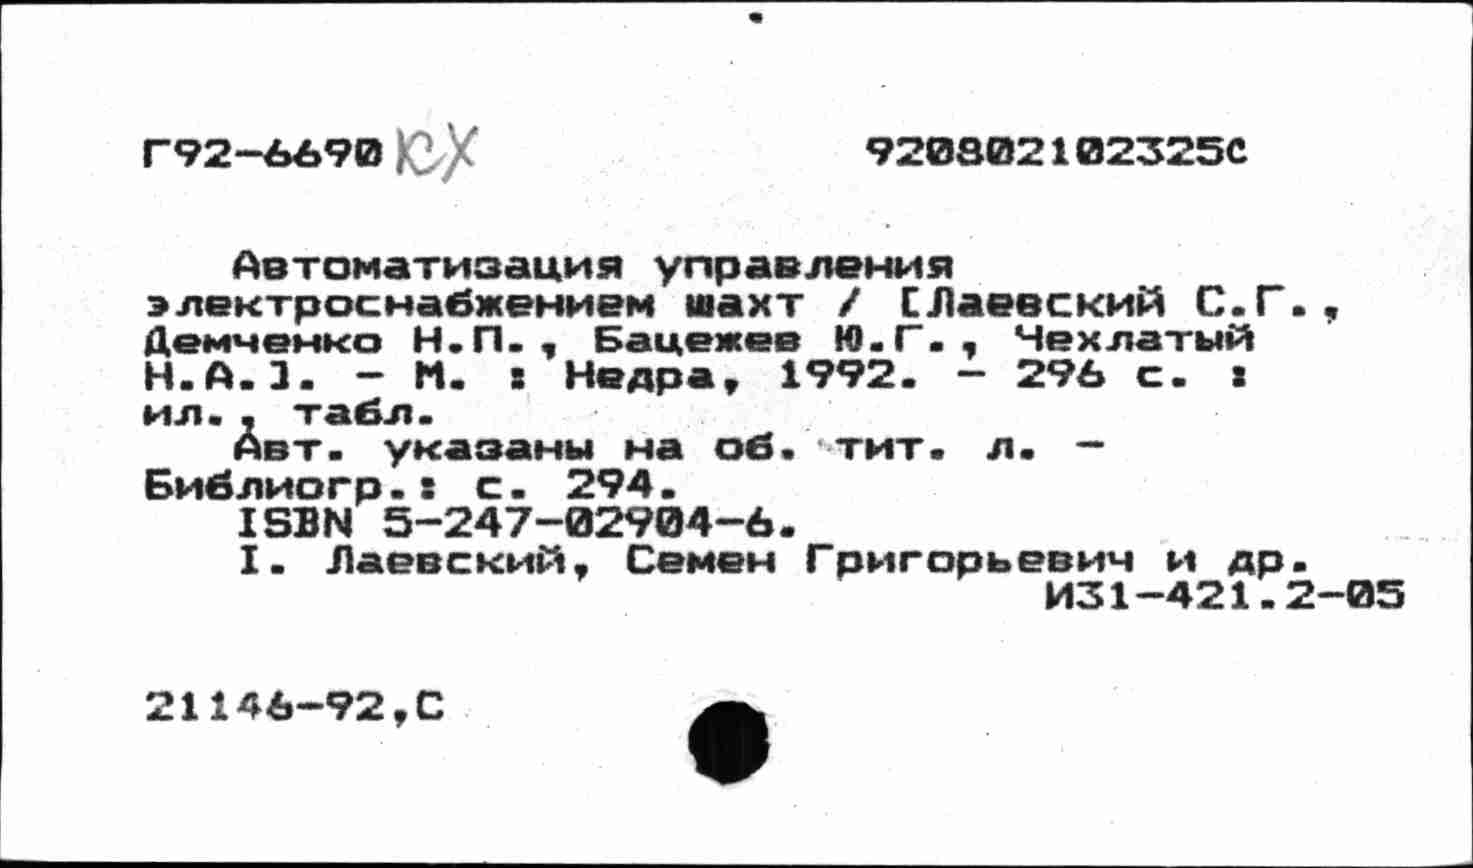 Г92-6690 КХ 920802102325С
Автоматизация управления
электроснабжением шахт / [Лаевский С.Г.,
Демченко Н.П., Бацежев Ю.Г., Чехлатый
Н.А.]. - М. : Недра, 1992. - 296 с. :
ил., табл.
Авт. указаны на об. тит. л. -
Библиогр.: с. 294.
ISBN 5-247-02904-6.
I. Лаевский, Семен Григорьевич и др.
И31-421.2-05
21146-92,С